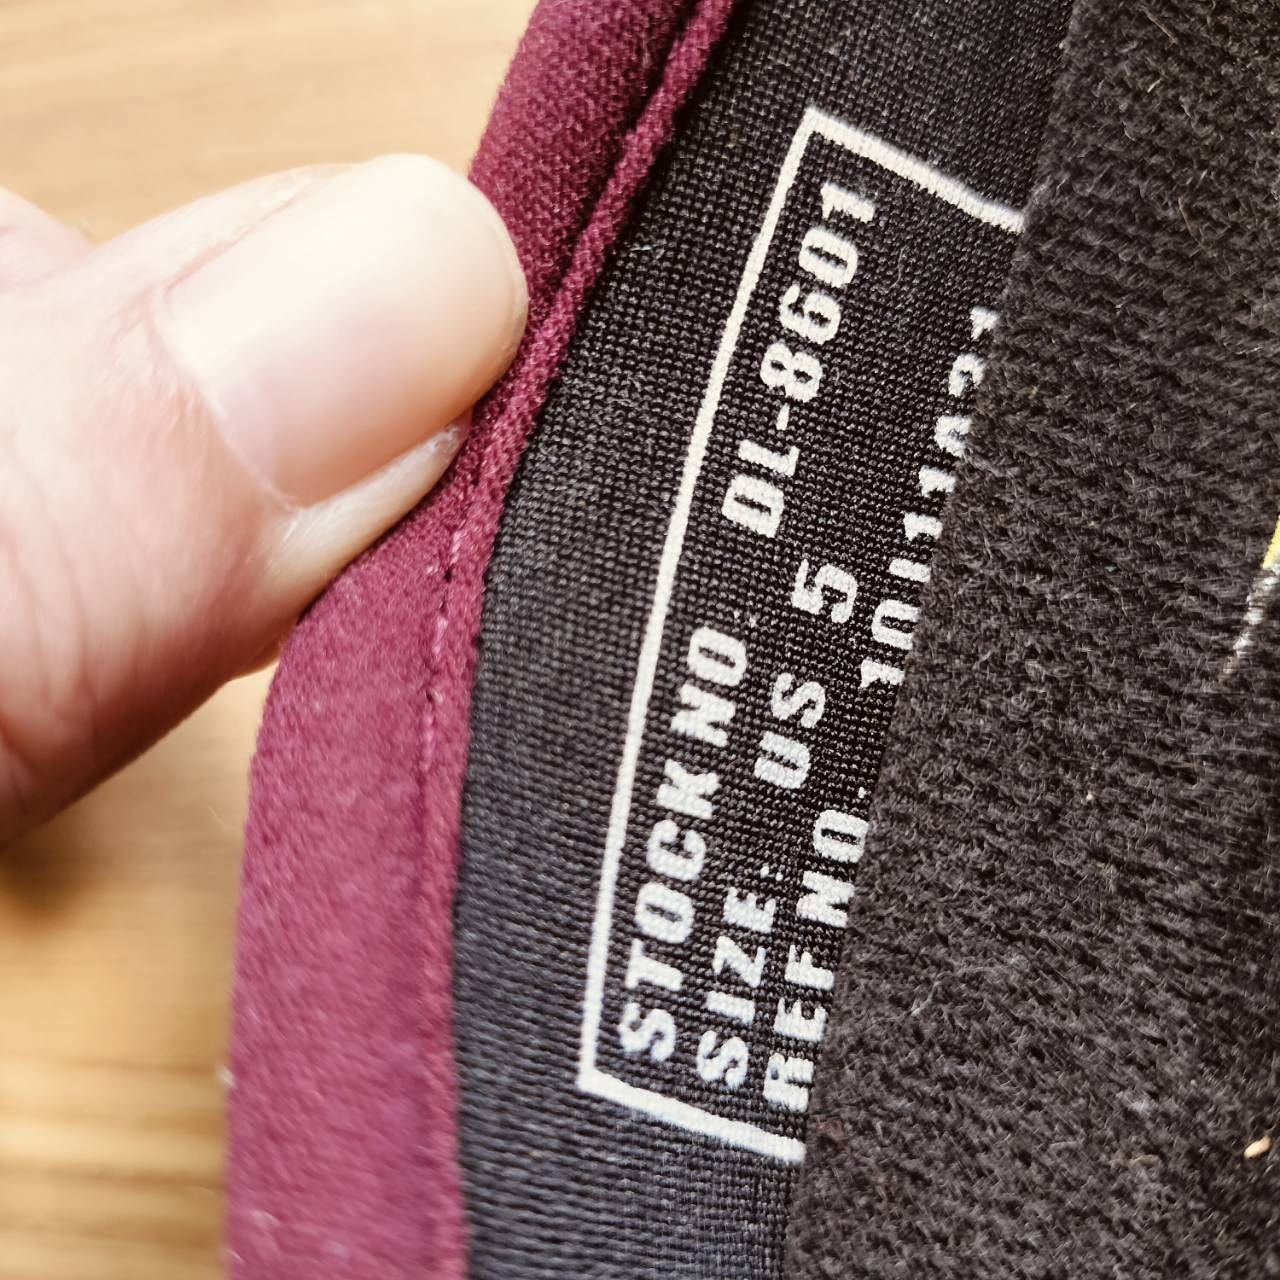 STOCK NO. DL-8601
SIZE: US 5
REF NO.